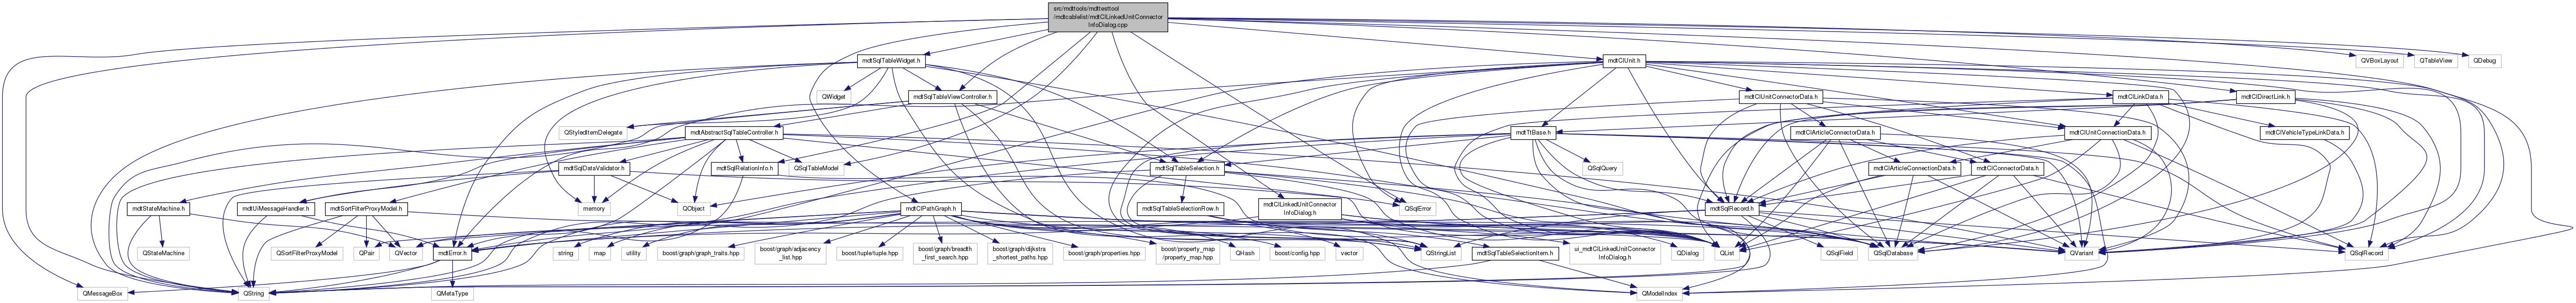 src/mdttools/mdttesttool
/mdtcablelist/mdtClLinkedUnitConnector
InfoDialog.cpp
mdtSqlTableWidget.h
mdtClUnit.h
QVBoxLayout
QTableView
QDebug
QWidget
mdtSqlTableViewController.h
mdtClUnitConnectorData.h
mdtClLinkData.h
mdtClDirectLink.h
QStyledItemDelegate
mdtAbstractSqlTableController.h
mdtTtBase.h
mdtClArticleConnectorData.h
mdtClUnitConnectionData.h
mdtClVehicleTypeLinkData.h
mdtSqlDataValidator.h
mdtSqlRelationInfo.h
QSqlTableModel
mdtSqlTableSelection.h
QSqlQuery
mdtClArticleConnectionData.h
mdtClConnectorData.h
mdtStateMachine.h
mdtUiMessageHandler.h
mdtSortFilterProxyModel.h
memory
QObject
mdtClPathGraph.h
mdtSqlTableSelectionRow.h
mdtClLinkedUnitConnector
InfoDialog.h
QSqlError
mdtSqlRecord.h
QStateMachine
QSortFilterProxyModel
QPair
QVector
mdtError.h
string
map
utility
boost/graph/graph_traits.hpp
boost/graph/adjacency
_list.hpp
boost/tuple/tuple.hpp
boost/graph/breadth
_first_search.hpp
boost/graph/dijkstra
_shortest_paths.hpp
boost/graph/properties.hpp
boost/property_map
/property_map.hpp
QHash
boost/config.hpp
vector
QStringList
mdtSqlTableSelectionItem.h
ui_mdtClLinkedUnitConnector
InfoDialog.h
QDialog
QList
QSqlField
QSqlDatabase
QVariant
QSqlRecord
QMessageBox
QString
QMetaType
QModelIndex